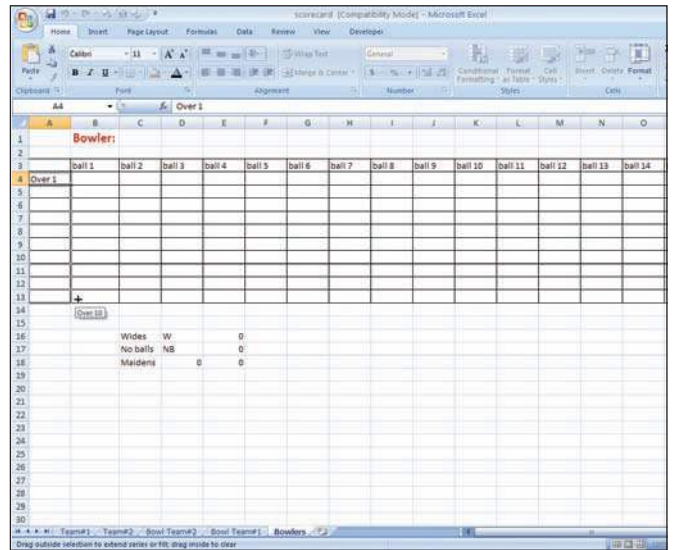 scorecard [Compatibility Mode] - Microsoft Excel
Home Insert Page Layout Formulas Data Review View Developer
Calibri 11 A A Wrap Text General
Paste B I U A Merge & Center $ % , Conditional Formatting Format as Table Cell Styles Insert Delete Format
Clipboard Font Alignment Number Styles Cells
A4 fx Over 1
A B C D E F G H I J K L M N O
1 Bowler:
2
3 ball 1 ball 2 ball 3 ball 4 ball 5 ball 6 ball 7 ball 8 ball 9 ball 10 ball 11 ball 12 ball 13 ball 14
4 Over 1
5
6
7
8
9
10
11
12
13
14 Over 10
15
16 Wides W 0
17 No balls NB 0
18 Maidens 0 0
19
20
21
22
23
24
25
26
27
28
29
30
Team#1 Team#2 Bowl Team#2 Bowl Team#1 Bowlers
Drag outside selection to extend series or fill; drag inside to clear